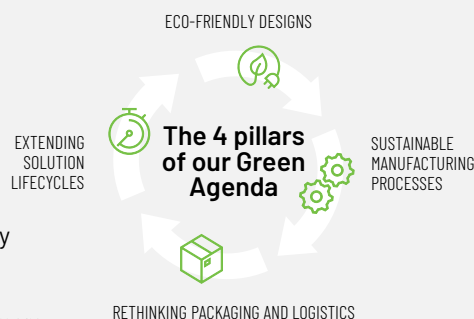 ECO-FRIENDLY DESIGNS
The 4 pillars
of our Green
Agenda
EXTENDING
SOLUTION
LIFECYCLES
SUSTAINABLE
MANUFACTURING
PROCESSES
y
RETHINKING PACKAGING AND LOGISTICS